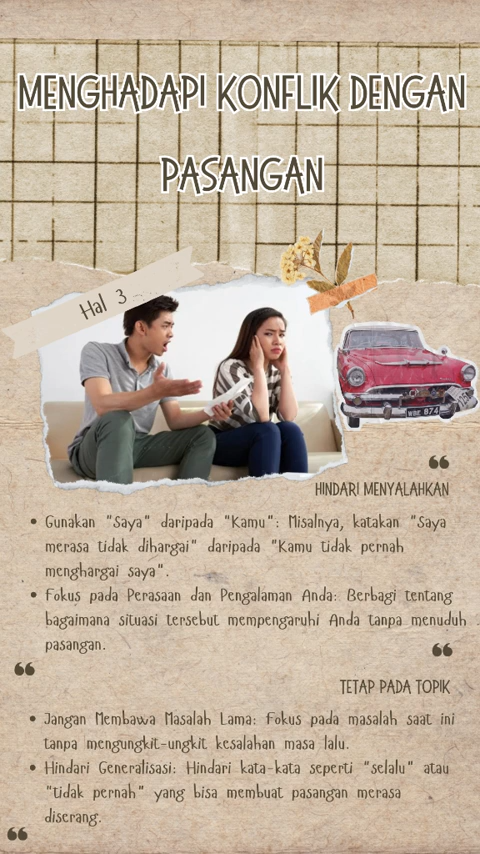 MENGHADAPI KONFLIK DENGAN
PASANGAN
Hal 3
WBE 874
HINDARI MENYALAHKAN
• Gunakan "Saya" daripada "Kamu": Misalnya, katakan "Saya
merasa tidak dihargai" daripada "Kamu tidak pernah
menghargai saya".
• Fokus pada Perasaan dan Pengalaman Anda: Berbagi tentang
bagaimana situasi tersebut mempengaruhi Anda tanpa menuduh
pasangan.
TETAP PADA TOPIK
• Jangan Membawa Masalah Lama: Fokus pada masalah saat ini
tanpa mengungkit-ungkit kesalahan masa lalu.
• Hindari Generalisasi: Hindari kata-kata seperti "selalu" atau
"tidak pernah" yang bisa membuat pasangan merasa
diserang.